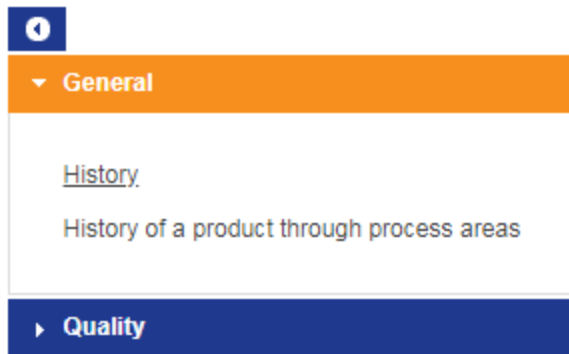 General
History
History of a product through process areas
Quality